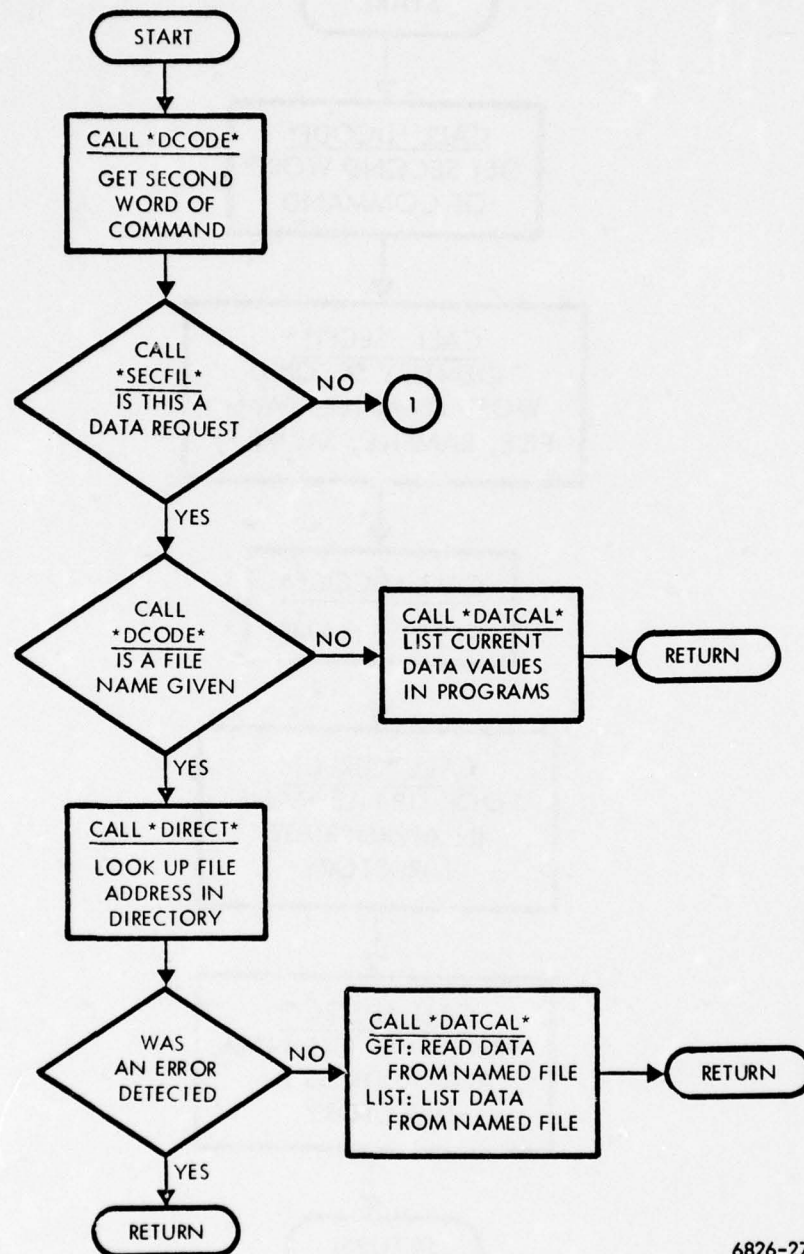 START
CALL *DCODE*
GET SECOND
WORD OF
COMMAND
CALL
*SECFIL*
IS THIS A
DATA REQUEST
NO
1
YES
CALL
*DCODE*
IS A FILE
NAME GIVEN
NO
CALL *DATCAL*
LIST CURRENT
DATA VALUES
IN PROGRAMS
RETURN
YES
CALL *DIRECT*
LOOK UP FILE
ADDRESS IN
DIRECTORY
WAS
AN ERROR
DETECTED
NO
CALL *DATCAL*
GET: READ DATA
FROM NAMED FILE
LIST: LIST DATA
FROM NAMED FILE
RETURN
YES
RETURN